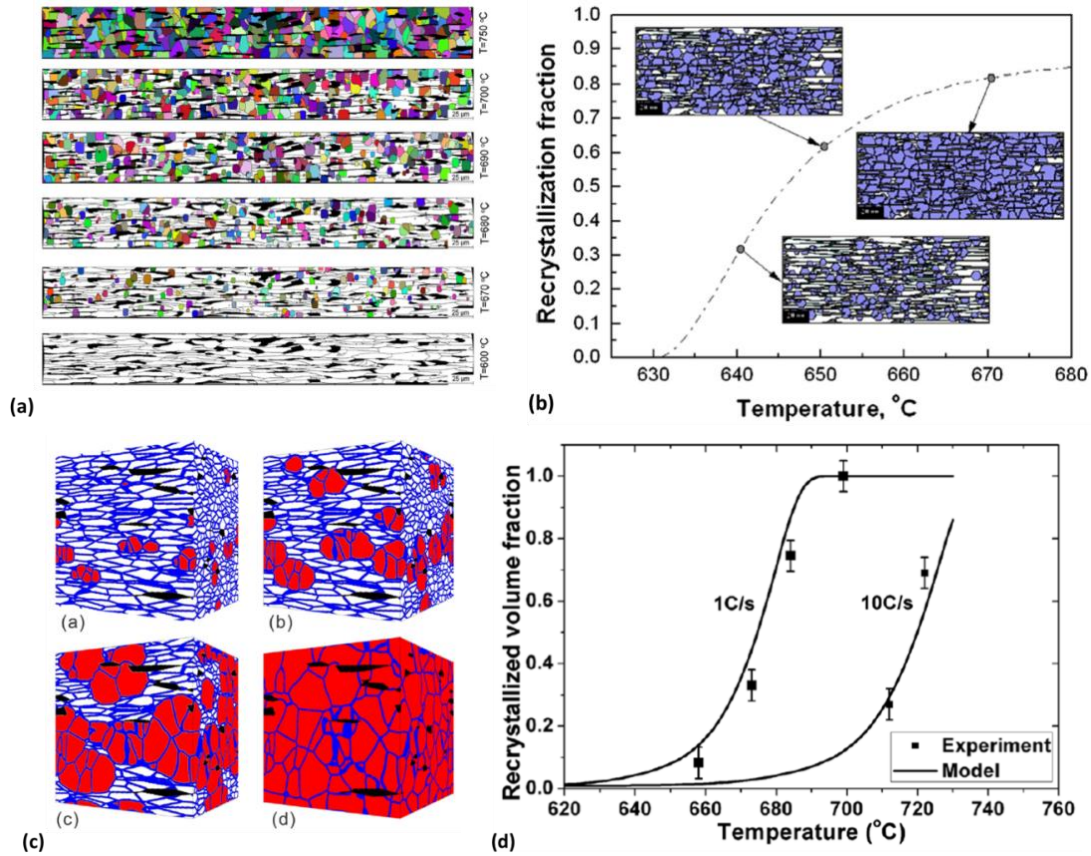 T=750 °C
T=700 °C
25 µm
T=690 °C
25 µm
T=680 °C
25 µm
T=670 °C
25 µm
T=600 °C
25 µm
(a)
Recrystallization fraction
1.0
0.9
0.8
0.7
0.6
0.5
0.4
0.3
0.2
0.1
0.0
630
640
650
660
670
680
Temperature, °C
(b)
(a)
(b)
(c)
(d)
(c)
Recrystallized volume fraction
1.0
0.8
0.6
0.4
0.2
0.0
1C/s
10C/s
Experiment
Model
620
640
660
680
700
720
740
760
Temperature (°C)
(d)